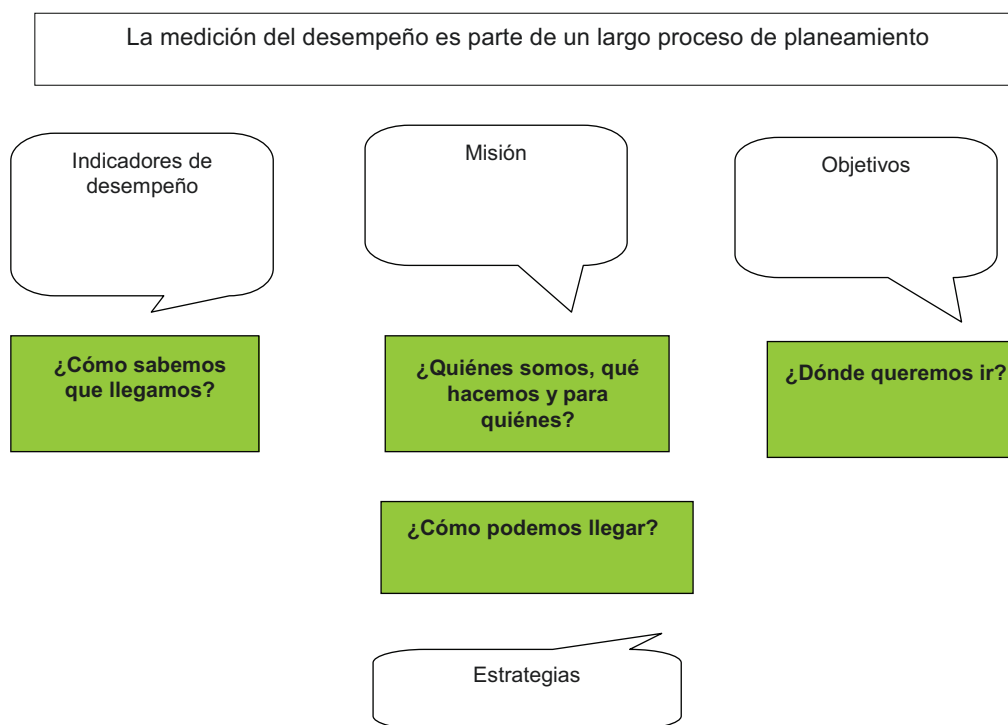 La medición del desempeño es parte de un largo proceso de planeamiento
Indicadores de
desempeño
Misión
Objetivos
¿Cómo sabemos
que llegamos?
¿Quiénes somos, qué
hacemos y para
quiénes?
¿Dónde queremos ir?
¿Cómo podemos llegar?
Estrategias